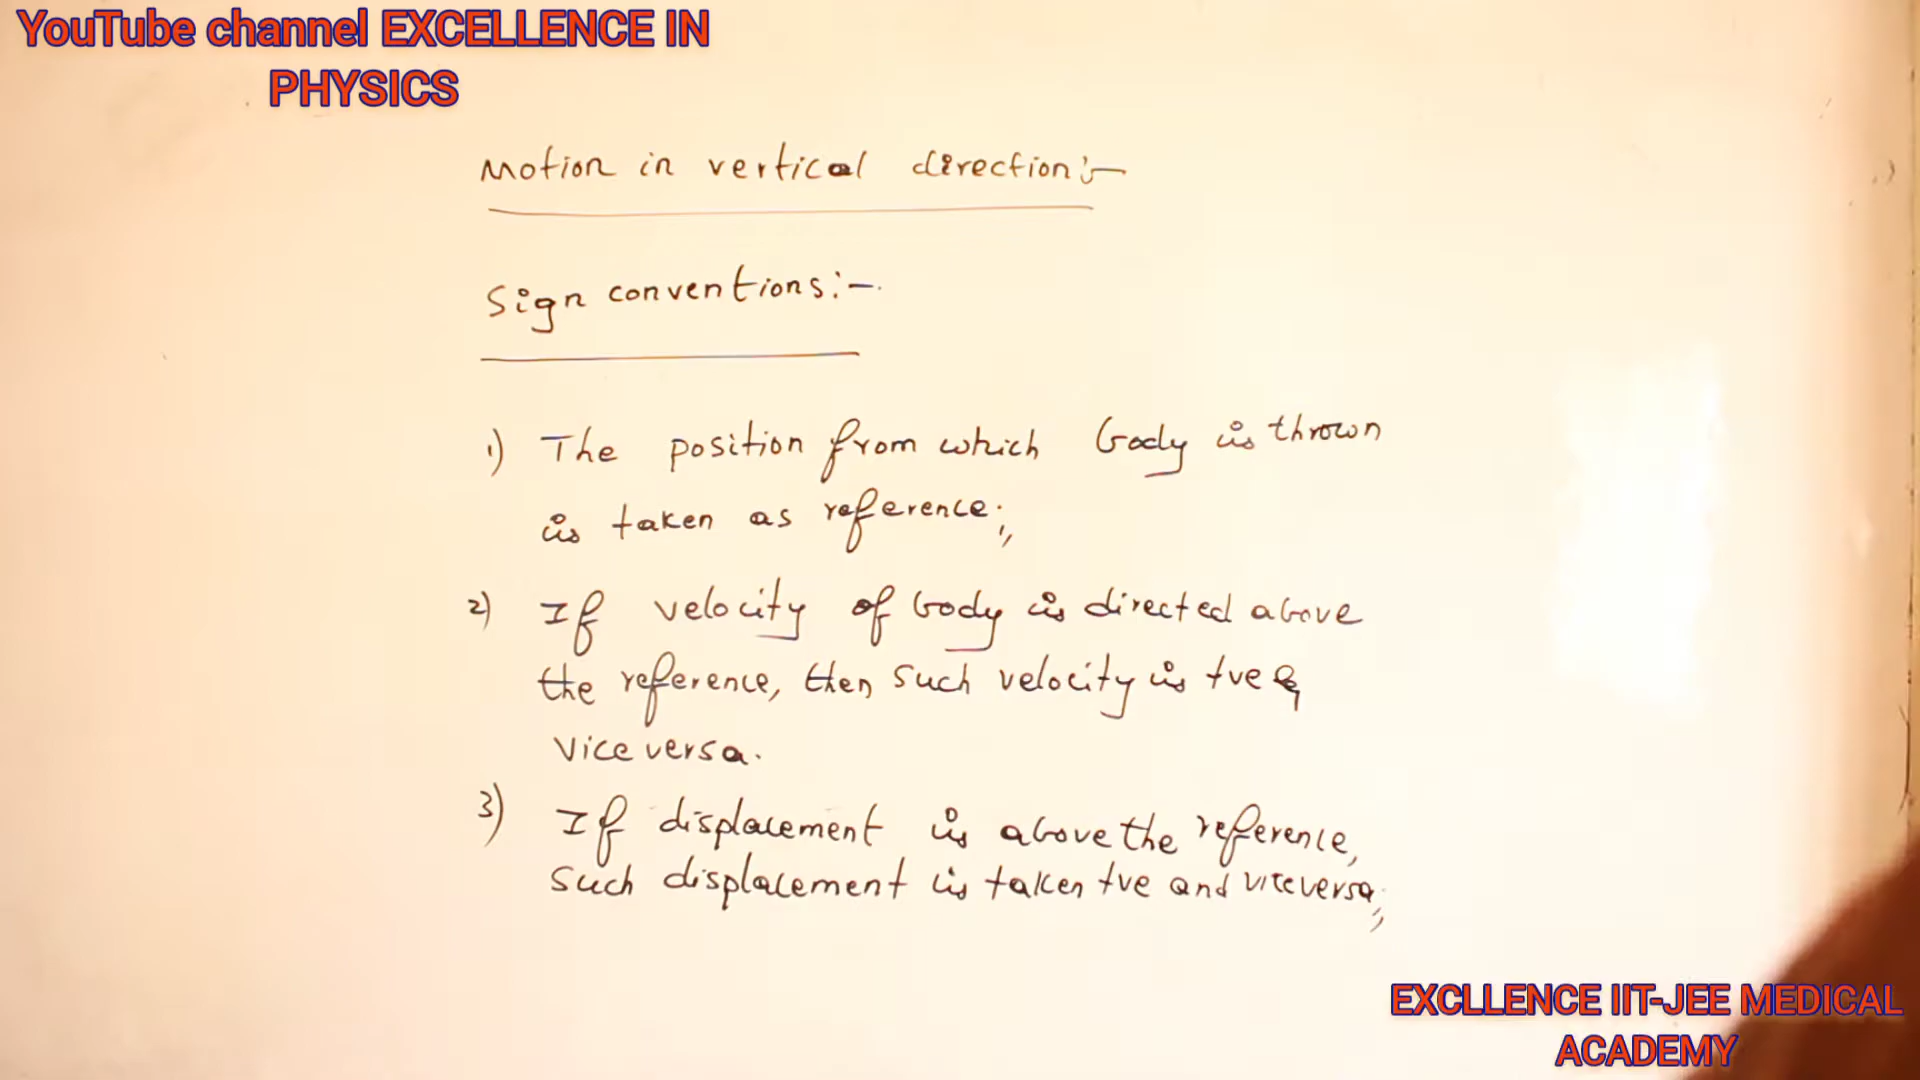 YouTube channel EXCELLENCE IN
PHYSICS
Motion in vertical direction:-
Sign conventions:-
1) The position from which body is thrown
is taken as reference.
2) If velocity of body is directed above
the reference, then such velocity is +ve &
vice versa.
3) If displacement is above the reference,
such displacement is taken +ve and viceversa.
EXCLLENCE IIT-JEE MEDICAL
ACADEMY